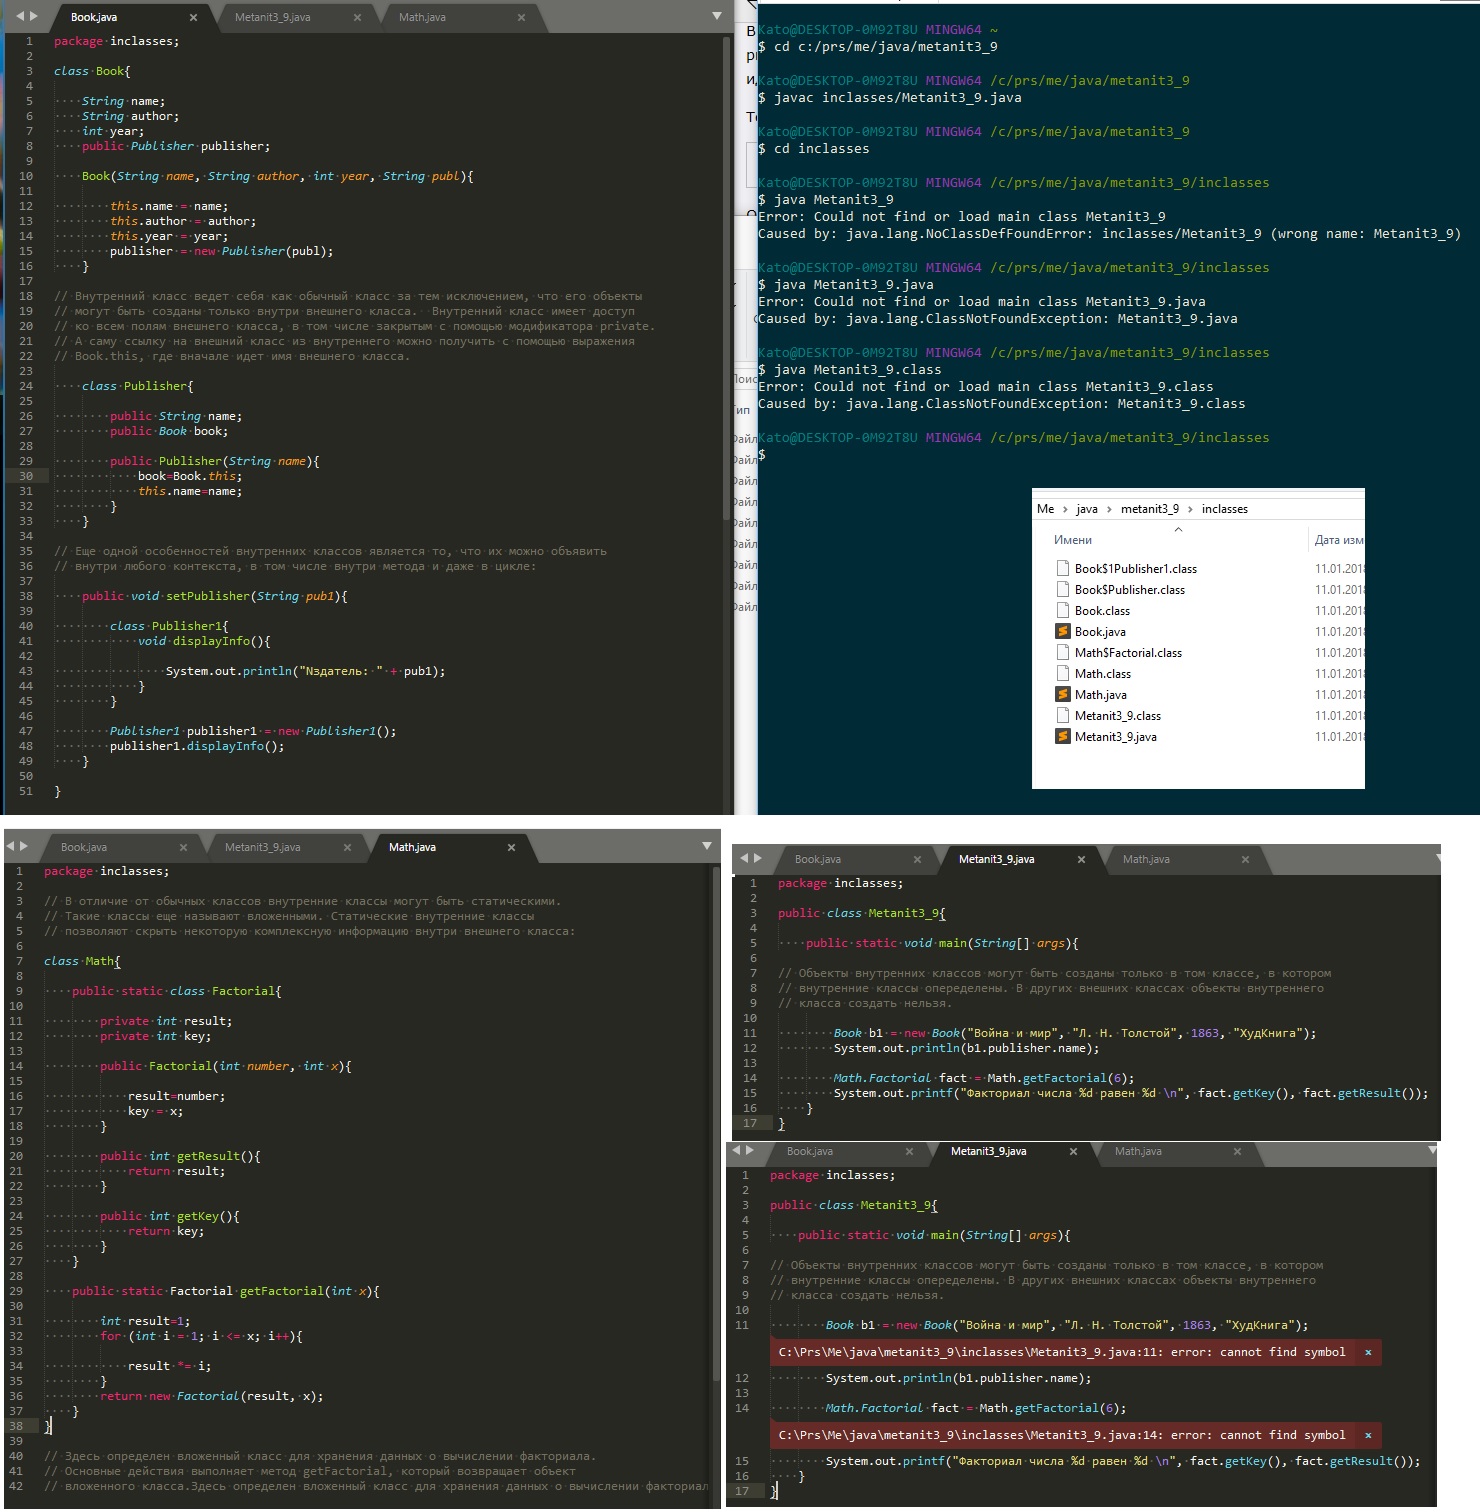 Book.java
Metanit3_9.java
Math.java
1 package inclasses;
2
3 class Book{
4
5 String name;
6 String author;
7 int year;
8 public Publisher publisher;
9
10 Book(String name, String author, int year, String publ){
11
12 this.name = name;
13 this.author = author;
14 this.year = year;
15 publisher = new Publisher(publ);
16 }
17
18 // Внутренний класс ведет себя как обычный класс за тем исключением, что его объекты
19 // могут быть созданы только внутри внешнего класса.  Внутренний класс имеет доступ
20 // ко всем полям внешнего класса, в том числе закрытым с помощью модификатора private.
21 // А саму ссылку на внешний класс из внутреннего можно получить с помощью выражения
22 // Book.this, где вначале идет имя внешнего класса.
23
24 class Publisher{
25
26 public String name;
27 public Book book;
28
29 public Publisher(String name){
30 book=Book.this;
31 this.name=name;
32 }
33 }
34
35 // Еще одной особенностей внутренних классов является то, что их можно объявить
36 // внутри любого контекста, в том числе внутри метода и даже в цикле:
37
38 public void setPublisher(String pub1){
39
40 class Publisher1{
41 void displayInfo(){
42
43 System.out.println("Nздатель: " + pub1);
44 }
45 }
46
47 Publisher1 publisher1 = new Publisher1();
48 publisher1.displayInfo();
49 }
50
51 }
Kato@DESKTOP-0M92T8U MINGW64 ~
$ cd c:/prs/me/java/metanit3_9
Kato@DESKTOP-0M92T8U MINGW64 /c/prs/me/java/metanit3_9
$ javac inclasses/Metanit3_9.java
Kato@DESKTOP-0M92T8U MINGW64 /c/prs/me/java/metanit3_9
$ cd inclasses
Kato@DESKTOP-0M92T8U MINGW64 /c/prs/me/java/metanit3_9/inclasses
$ java Metanit3_9
Error: Could not find or load main class Metanit3_9
Caused by: java.lang.NoClassDefFoundError: inclasses/Metanit3_9 (wrong name: Metanit3_9)
Kato@DESKTOP-0M92T8U MINGW64 /c/prs/me/java/metanit3_9/inclasses
$ java Metanit3_9.java
Error: Could not find or load main class Metanit3_9.java
Caused by: java.lang.ClassNotFoundException: Metanit3_9.java
Kato@DESKTOP-0M92T8U MINGW64 /c/prs/me/java/metanit3_9/inclasses
$ java Metanit3_9.class
Error: Could not find or load main class Metanit3_9.class
Caused by: java.lang.ClassNotFoundException: Metanit3_9.class
Kato@DESKTOP-0M92T8U MINGW64 /c/prs/me/java/metanit3_9/inclasses
$
Me > java > metanit3_9 > inclasses
Имени Дата изм
Book$1Publisher1.class 11.01.2018
Book$Publisher.class 11.01.2018
Book.class 11.01.2018
Book.java 11.01.2018
Math$Factorial.class 11.01.2018
Math.class 11.01.2018
Math.java 11.01.2018
Metanit3_9.class 11.01.2018
Metanit3_9.java 11.01.2018
Book.java
Metanit3_9.java
Math.java
1 package inclasses;
2
3 // В отличие от обычных классов внутренние классы могут быть статическими.
4 // Такие классы еще называют вложенными. Статические внутренние классы
5 // позволяют скрыть некоторую комплексную информацию внутри внешнего класса:
6
7 class Math{
8
9 public static class Factorial{
10
11 private int result;
12 private int key;
13
14 public Factorial(int number, int x){
15
16 result=number;
17 key = x;
18 }
19
20 public int getResult(){
21 return result;
22 }
23
24 public int getKey(){
25 return key;
26 }
27 }
28
29 public static Factorial getFactorial(int x){
30
31 int result=1;
32 for (int i = 1; i <= x; i++){
33
34 result *= i;
35 }
36 return new Factorial(result, x);
37 }
38 }
39
40 // Здесь определен вложенный класс для хранения данных о вычислении факториала.
41 // Основные действия выполняет метод getFactorial, который возвращает объект
42 // вложенного класса.Здесь определен вложенный класс для хранения данных о вычислении факториал
Book.java
Metanit3_9.java
Math.java
1 package inclasses;
2
3 public class Metanit3_9{
4
5 public static void main(String[] args){
6
7 // Объекты внутренних классов могут быть созданы только в том классе, в котором
8 // внутренние классы опеределены. В других внешних классах объекты внутреннего
9 // класса создать нельзя.
10
11 Book b1 = new Book("Война и мир", "Л. Н. Толстой", 1863, "ХудКнига");
12 System.out.println(b1.publisher.name);
13
14 Math.Factorial fact = Math.getFactorial(6);
15 System.out.printf("Факториал числа %d равен %d \n", fact.getKey(), fact.getResult());
16 }
17 }
Book.java
Metanit3_9.java
Math.java
1 package inclasses;
2
3 public class Metanit3_9{
4
5 public static void main(String[] args){
6
7 // Объекты внутренних классов могут быть созданы только в том классе, в котором
8 // внутренние классы опеределены. В других внешних классах объекты внутреннего
9 // класса создать нельзя.
10
11 Book b1 = new Book("Война и мир", "Л. Н. Толстой", 1863, "ХудКнига");
C:\Prs\Me\java\metanit3_9\inclasses\Metanit3_9.java:11: error: cannot find symbol ×
12 System.out.println(b1.publisher.name);
13
14 Math.Factorial fact = Math.getFactorial(6);
C:\Prs\Me\java\metanit3_9\inclasses\Metanit3_9.java:14: error: cannot find symbol ×
15 System.out.printf("Факториал числа %d равен %d \n", fact.getKey(), fact.getResult());
16 }
17 }